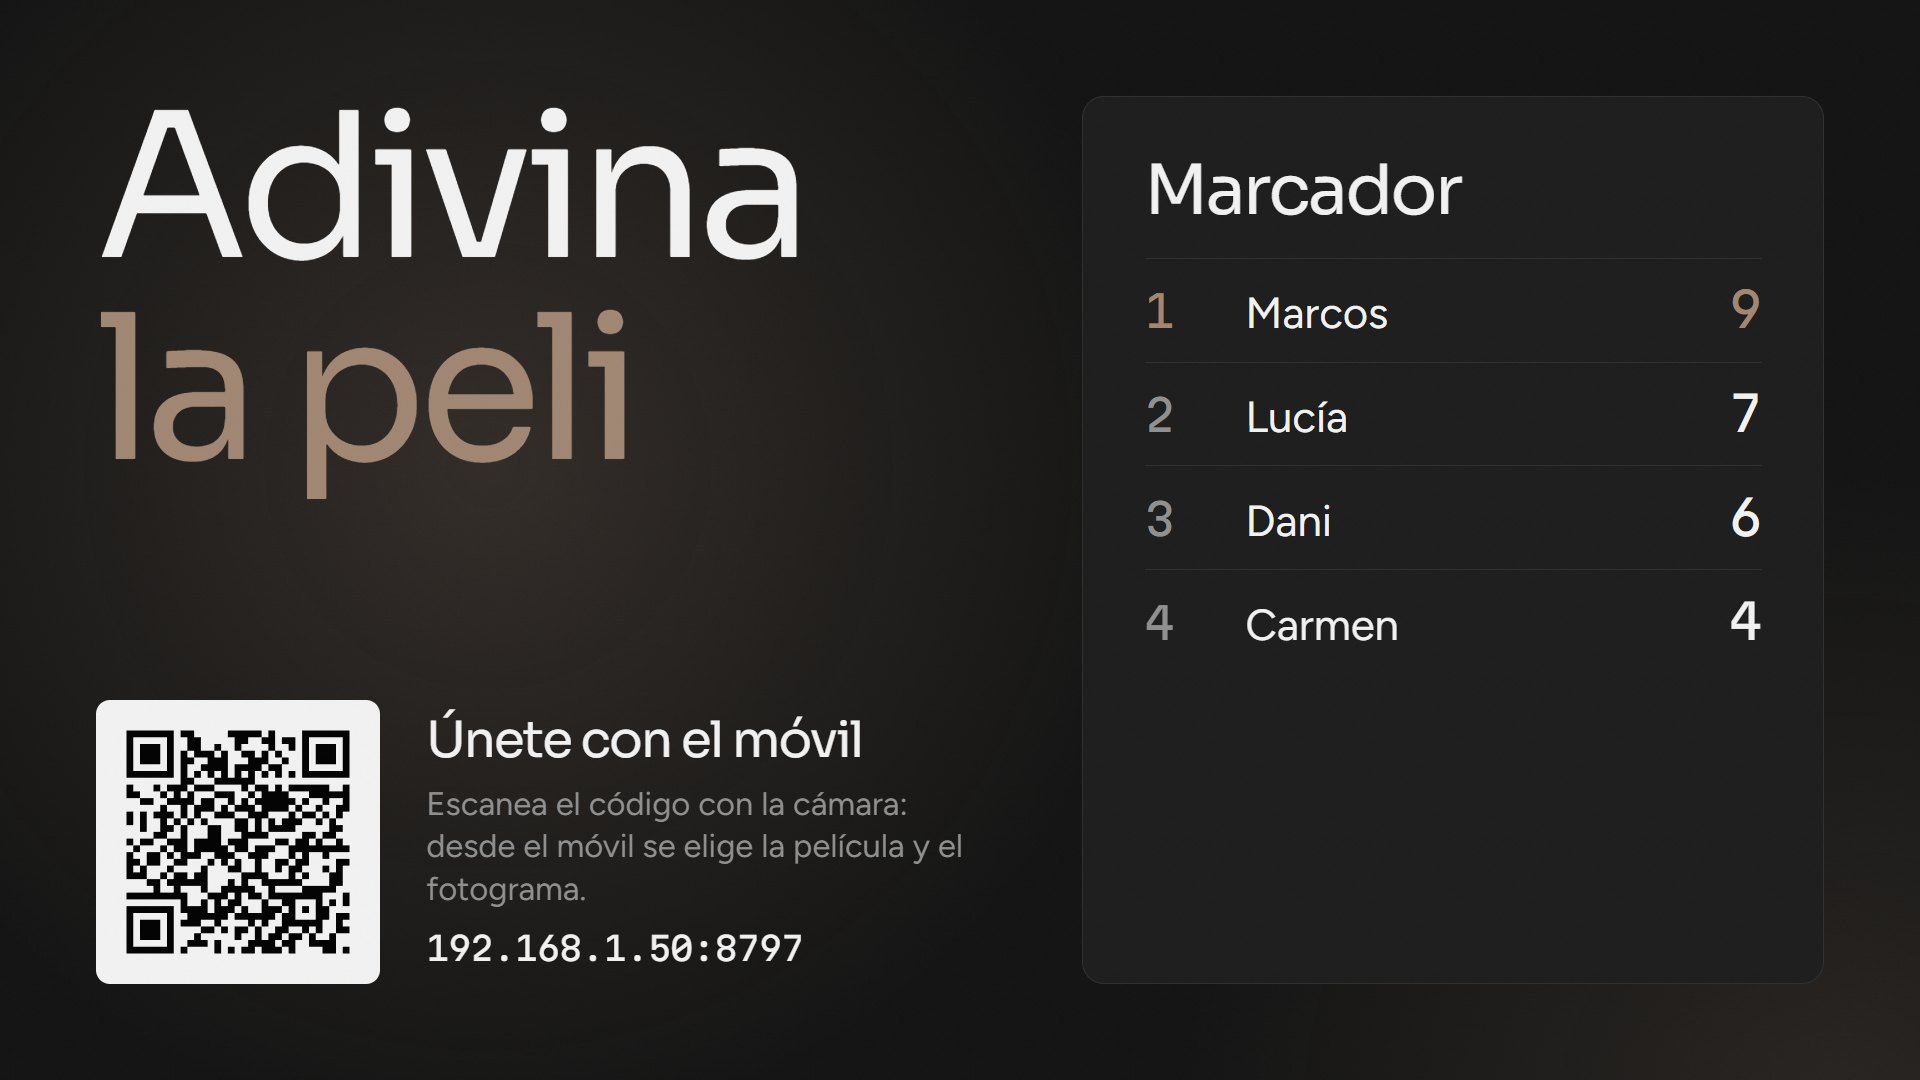 Adivina
la peli
Únete con el móvil
Escanea el código con la cámara:
desde el móvil se elige la película y el
fotograma.
192.168.1.50:8797
Marcador
1 Marcos 9
2 Lucía 7
3 Dani 6
4 Carmen 4